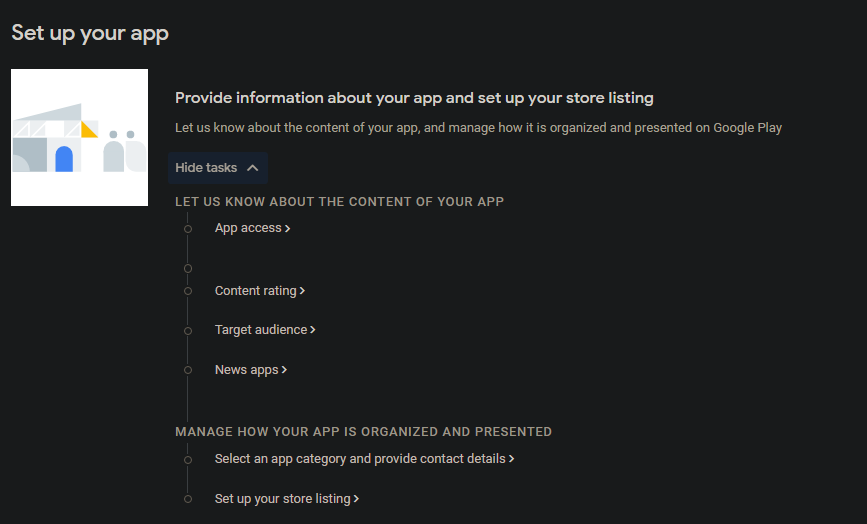 Set up your app
Provide information about your app and set up your store listing
Let us know about the content of your app, and manage how it is organized and presented on Google Play
Hide tasks
LET US KNOW ABOUT THE CONTENT OF YOUR APP
App access
Content rating
Target audience
News apps
MANAGE HOW YOUR APP IS ORGANIZED AND PRESENTED
Select an app category and provide contact details
Set up your store listing